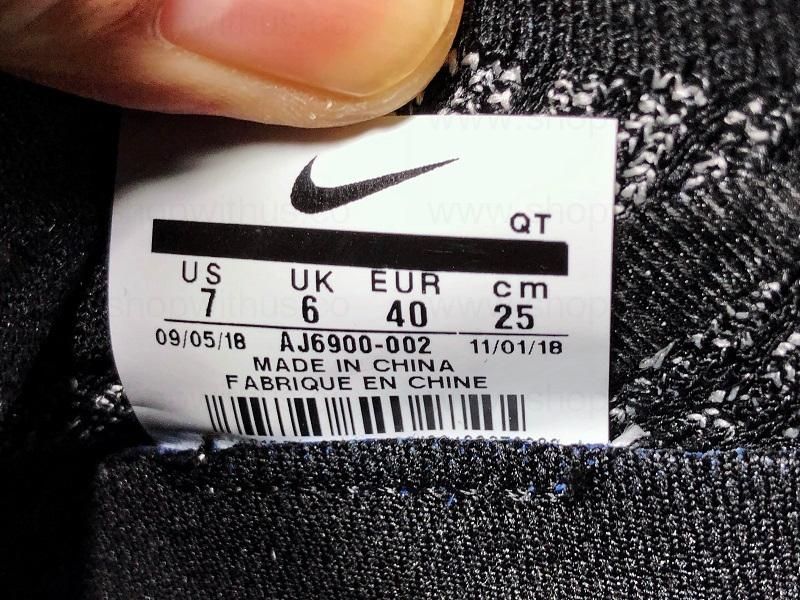 QT
US UK EUR cm
7 6 40 25
09/05/18 AJ6900-002 11/01/18
MADE IN CHINA
FABRIQUE EN CHINE